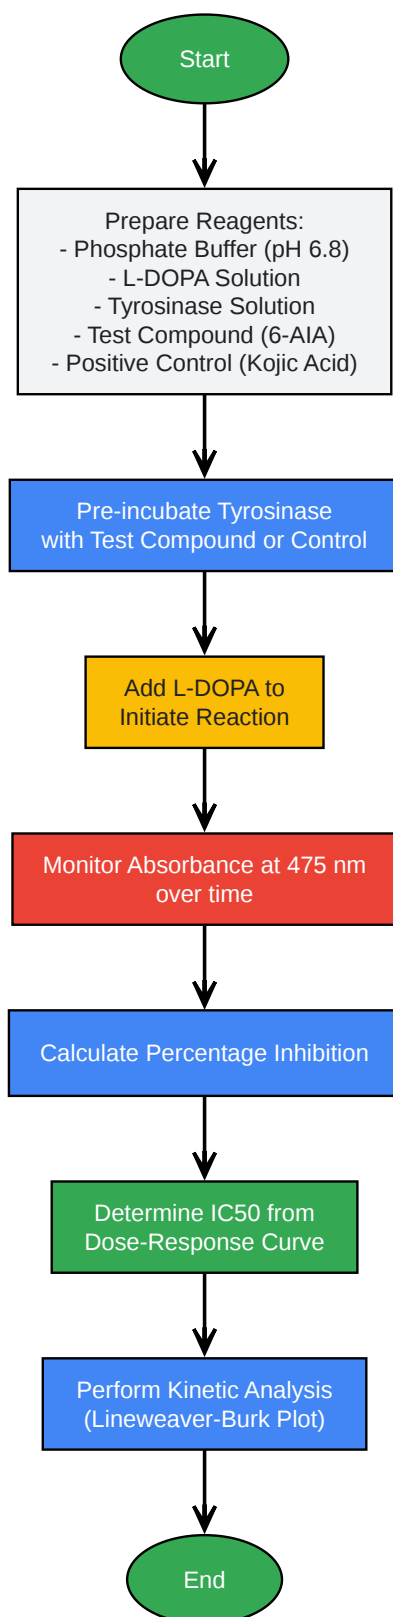 Start
Prepare Reagents:
- Phosphate Buffer (pH 6.8)
- L-DOPA Solution
- Tyrosinase Solution
- Test Compound (6-AIA)
- Positive Control (Kojic Acid)
Pre-incubate Tyrosinase
with Test Compound or Control
Add L-DOPA to
Initiate Reaction
Monitor Absorbance at 475 nm
over time
Calculate Percentage Inhibition
Determine IC50 from
Dose-Response Curve
Perform Kinetic Analysis
(Lineweaver-Burk Plot)
End